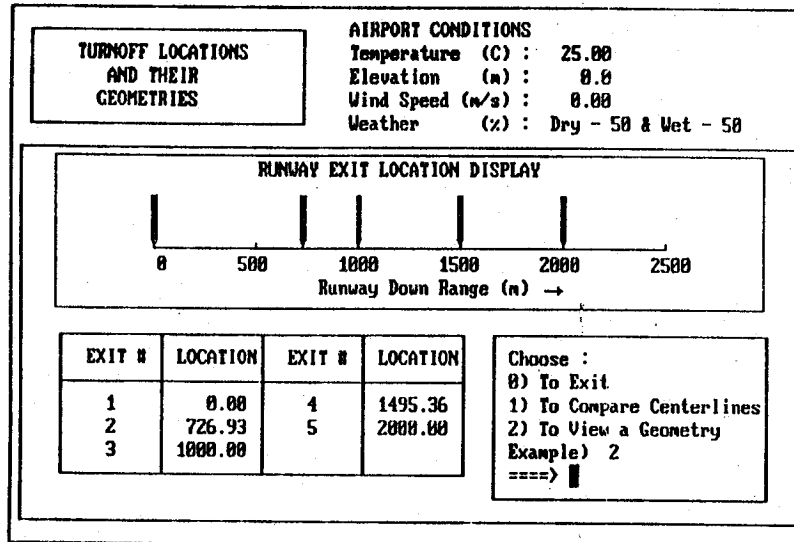 TURNOFF LOCATIONS
AND THEIR
GEOMETRIES
AIRPORT CONDITIONS
Temperature (C) : 25.00
Elevation (m) : 0.0
Wind Speed (m/s) : 0.00
Weather (%) : Dry - 50 & Wet - 50
RUNWAY EXIT LOCATION DISPLAY
0 500 1000 1500 2000 2500
Runway Down Range (m) →
EXIT # LOCATION EXIT # LOCATION
1 0.00 4 1495.36
2 726.93 5 2000.00
3 1000.00
Choose :
0) To Exit
1) To Compare Centerlines
2) To View a Geometry
Example) 2
====>